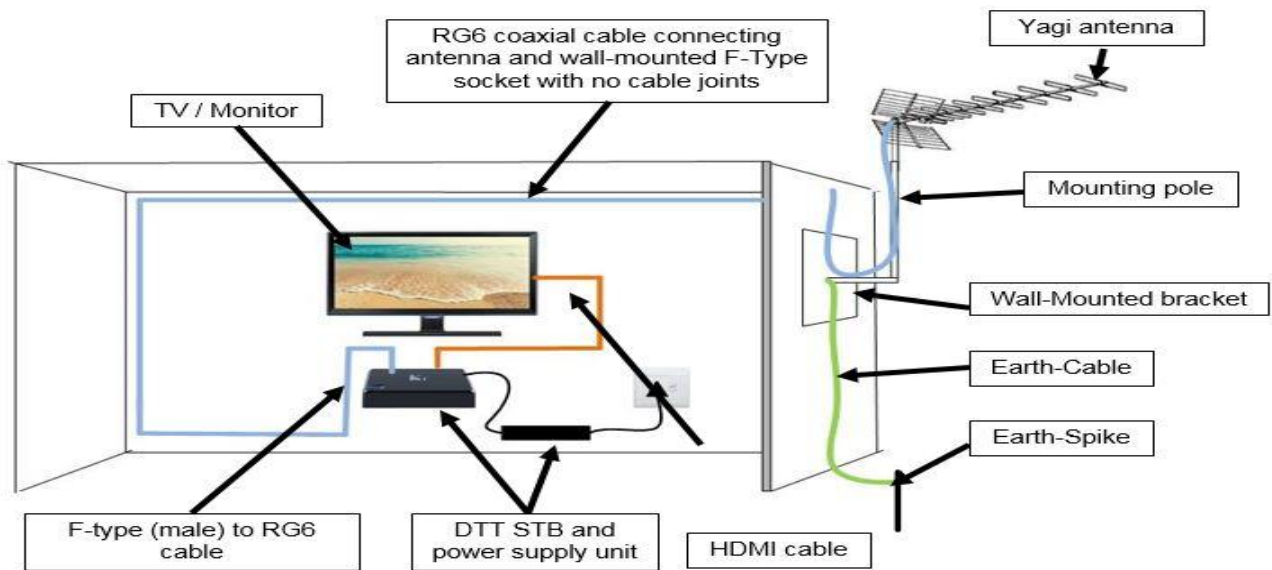 RG6 coaxial cable connecting
antenna and wall-mounted F-Type
socket with no cable joints
Yagi antenna
TV / Monitor
Mounting pole
Wall-Mounted bracket
Earth-Cable
Earth-Spike
F-type (male) to RG6
cable
DTT STB and
power supply unit
HDMI cable